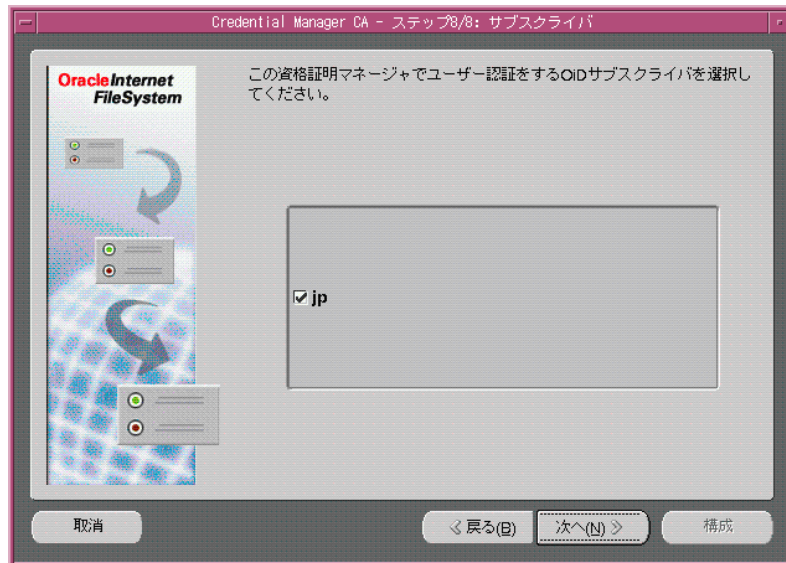 Credential Manager CA - ステップ8/8: サブスクライバ
OracleInternet
FileSystem
この資格証明マネージャでユーザー認証をするOiDサブスクライバを選択し
てください。
jp
取消
戻る(B)
次へ(N)
構成